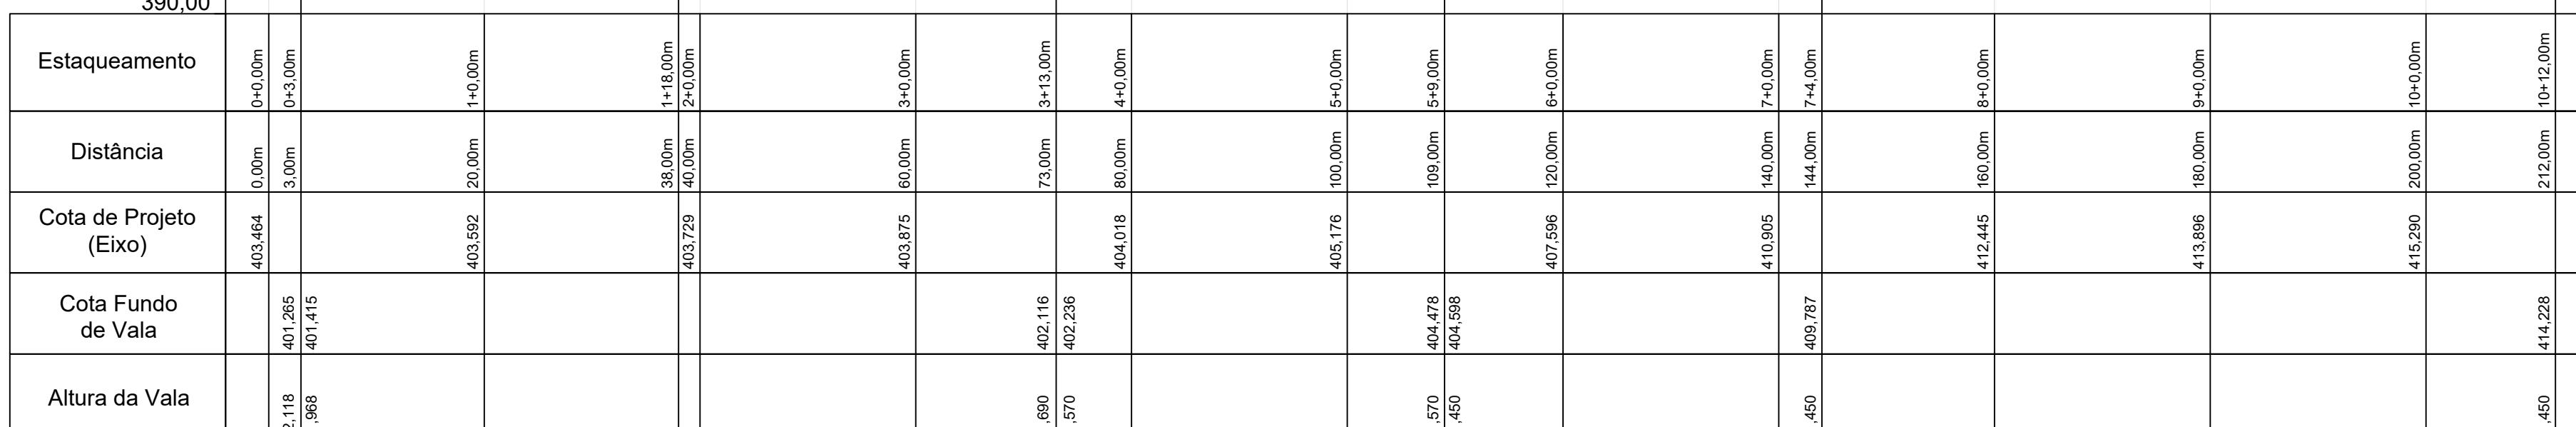 390,00
Estaqueamento
0+0,00m
0+3,00m
1+0,00m
1+18,00m
2+0,00m
3+0,00m
3+13,00m
4+0,00m
5+0,00m
5+9,00m
6+0,00m
7+0,00m
7+4,00m
8+0,00m
9+0,00m
10+0,00m
10+12,00m
Distância
0,00m
3,00m
20,00m
38,00m
40,00m
60,00m
73,00m
80,00m
100,00m
109,00m
120,00m
140,00m
144,00m
160,00m
180,00m
200,00m
212,00m
Cota de Projeto
(Eixo)
403,464
403,592
403,729
403,875
404,018
405,176
407,596
410,905
412,445
413,896
415,290
Cota Fundo
de Vala
401,265
401,415
402,116
402,236
404,478
404,598
409,787
414,228
Altura da Vala
2,118
,968
,690
,570
,570
,450
,450
,450